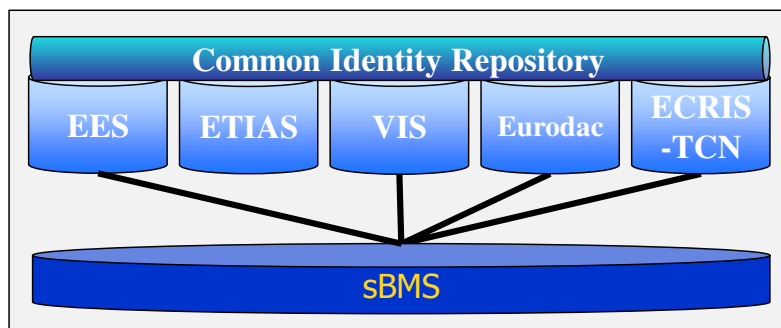 Common Identity Repository
EES
ETIAS
VIS
Eurodac
ECRIS
-TCN
sBMS